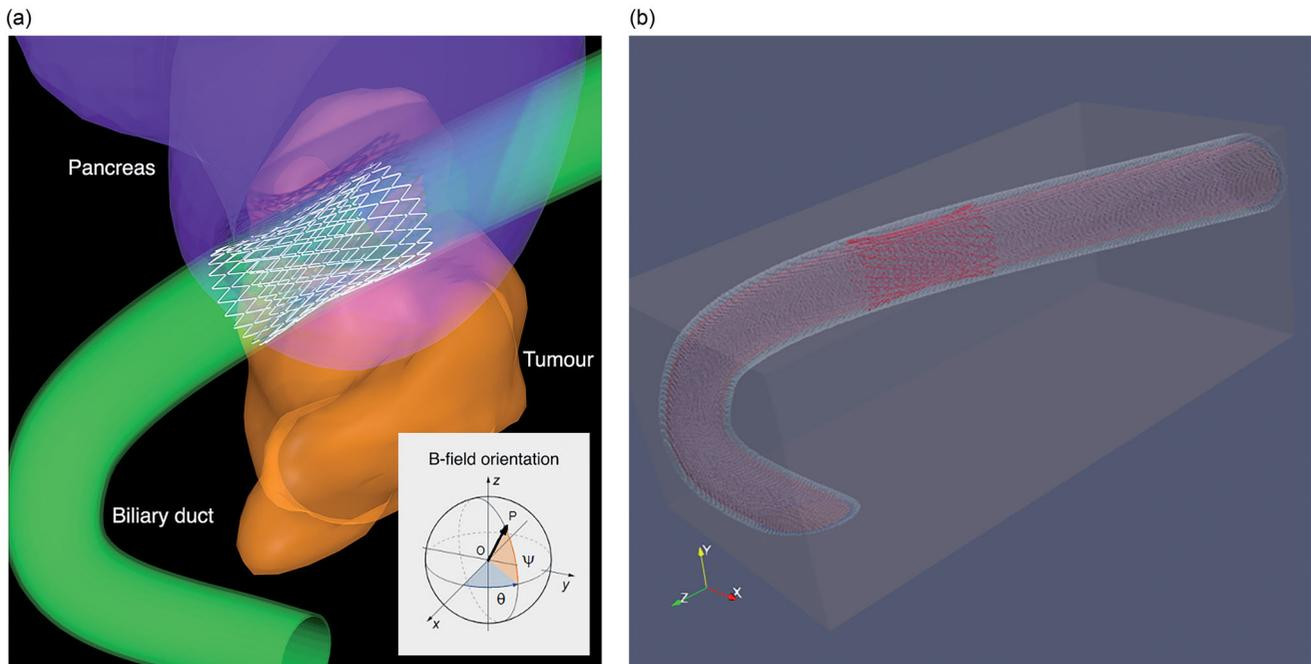 (a)
(b)
Pancreas
Tumour
B-field orientation
z
P
O
ψ
y
θ
x
Biliary duct
Y
X
Z